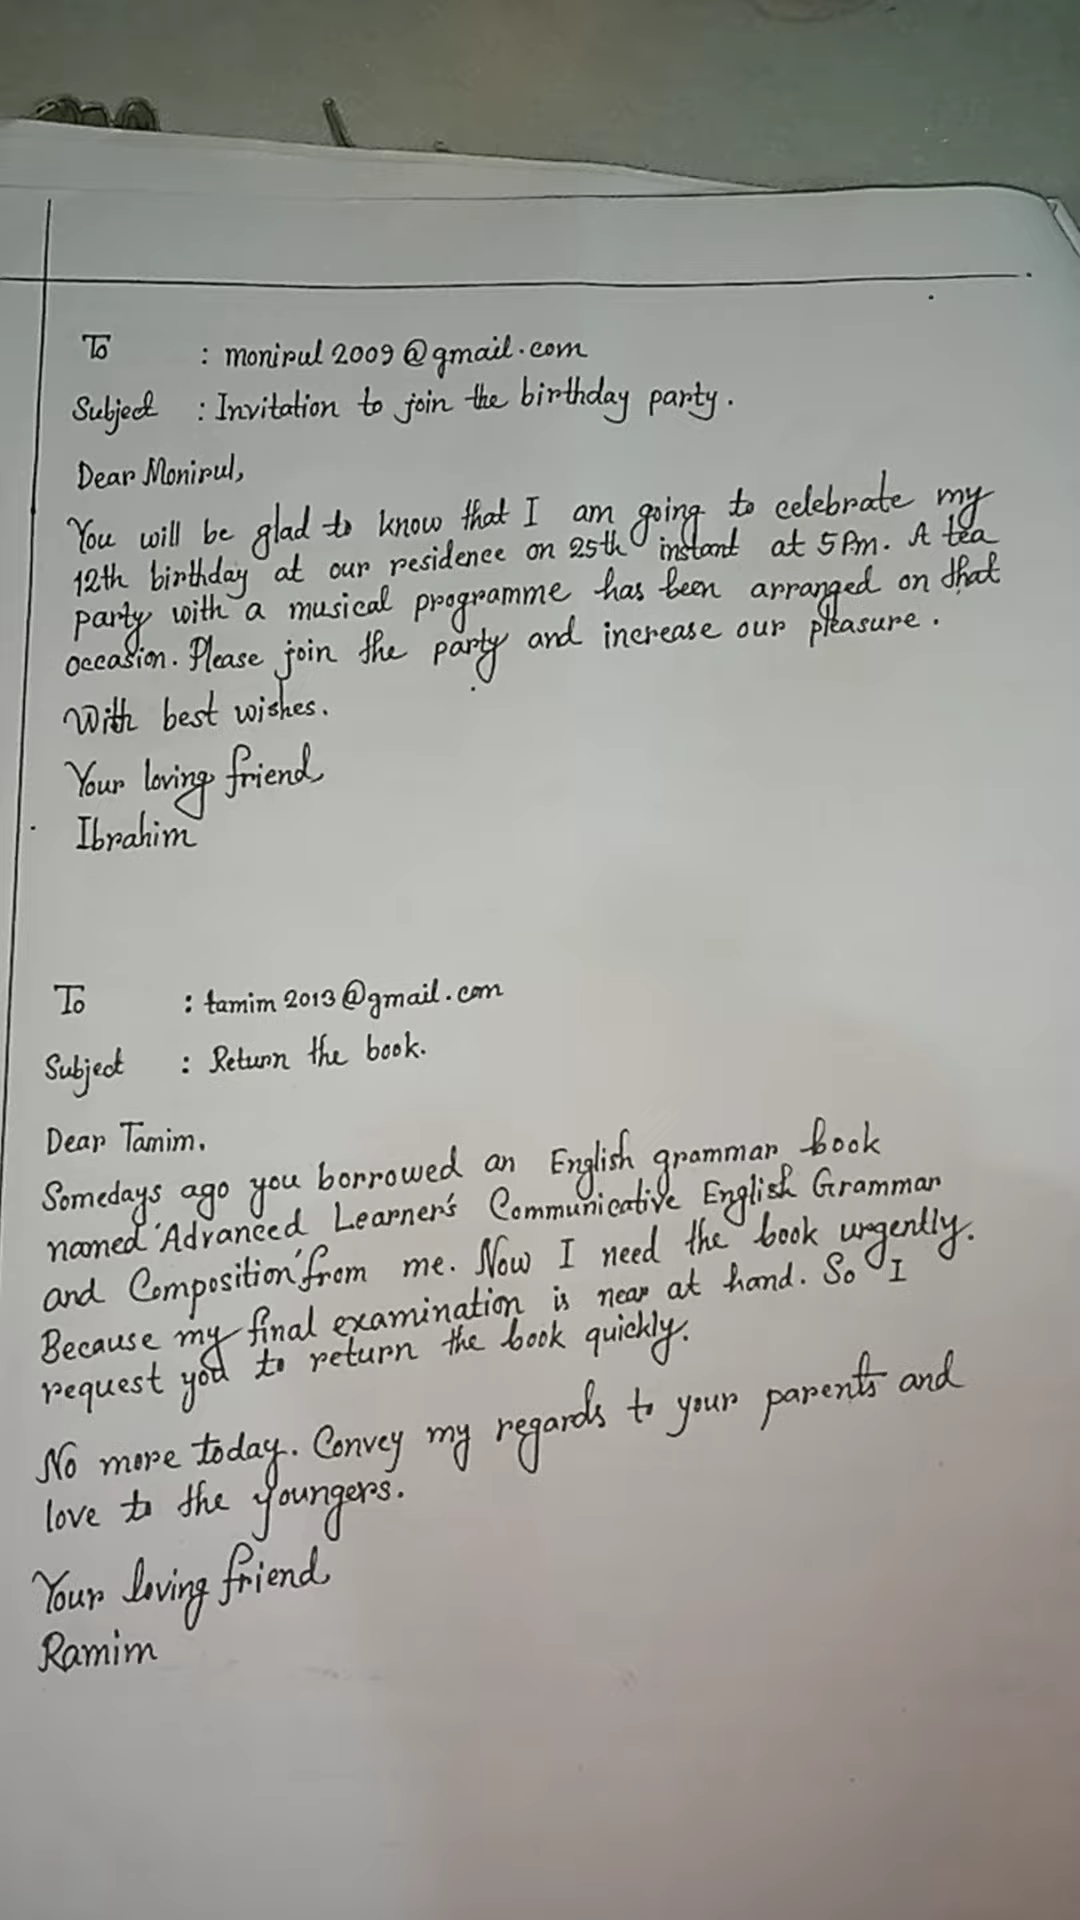 To : monirul2009@gmail.com
Subject : Invitation to join the birthday party.
Dear Monirul,
You will be glad to know that I am going to celebrate my
12th birthday at our residence on 25th instant at 5 Pm. A tea
party with a musical programme has been arranged on that
occasion. Please join the party and increase our pleasure.
With best wishes.
Your loving friend,
Ibrahim
To : tamim2013@gmail.com
Subject : Return the book.
Dear Tamim.
Somedays ago you borrowed an English grammar book
named 'Advanced Learner's Communicative English Grammar
and Composition' from me. Now I need the book urgently.
Because my final examination is near at hand. So I
request you to return the book quickly.
No more today. Convey my regards to your parents and
love to the youngers.
Your loving friend,
Ramim